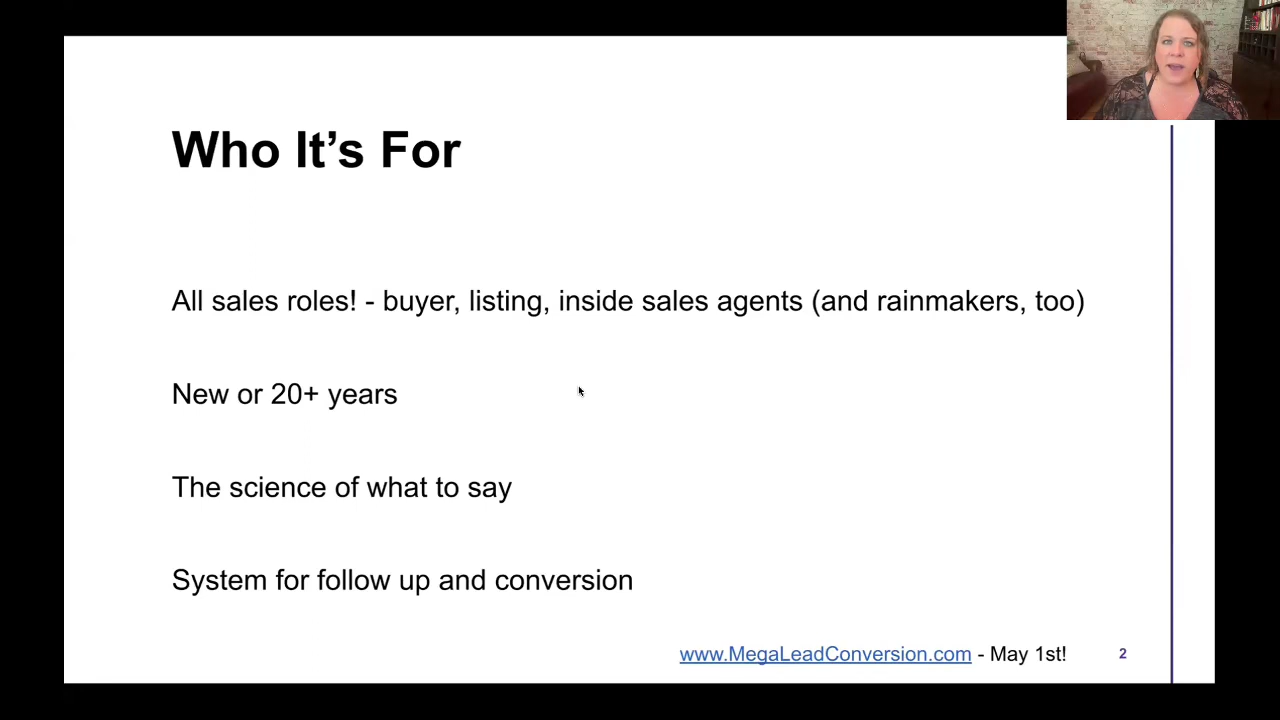 Who It’s For
All sales roles! - buyer, listing, inside sales agents (and rainmakers, too)
New or 20+ years
The science of what to say
System for follow up and conversion
www.MegaLeadConversion.com - May 1st!
2